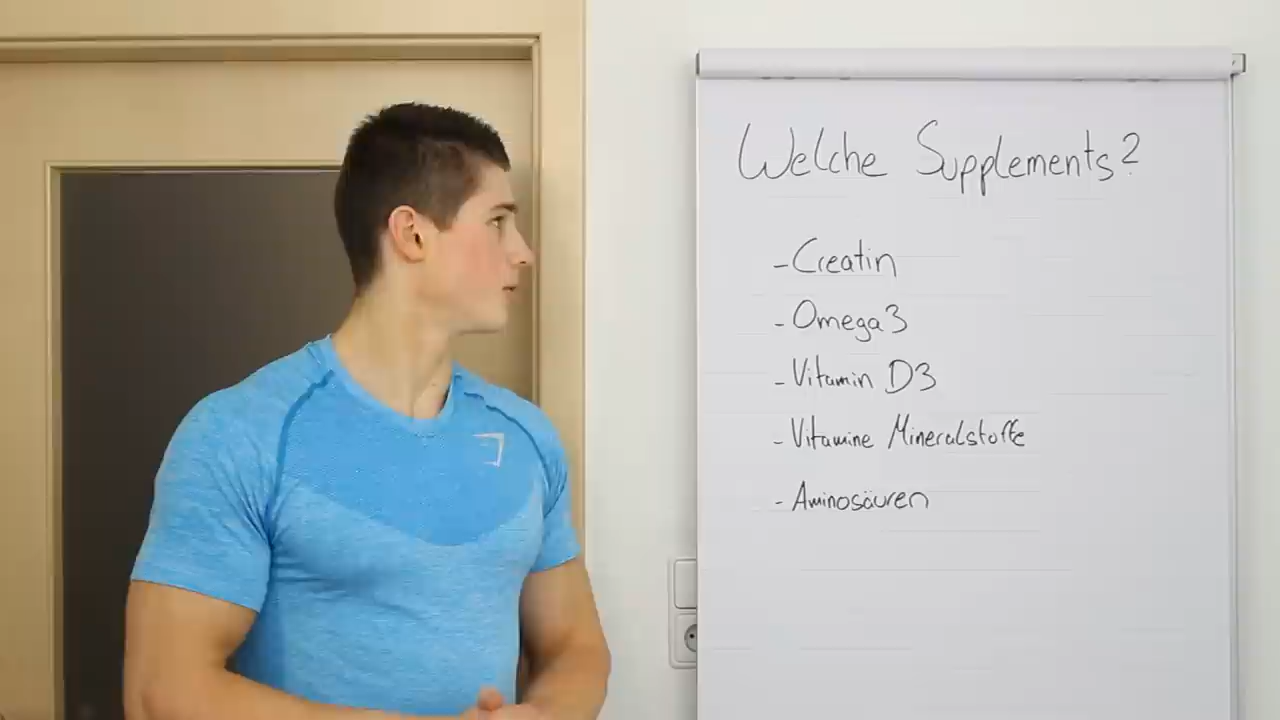 Welche Supplements?
- Creatin
- Omega3
- Vitamin D3
- Vitamine Mineralstoffe
- Aminosäuren